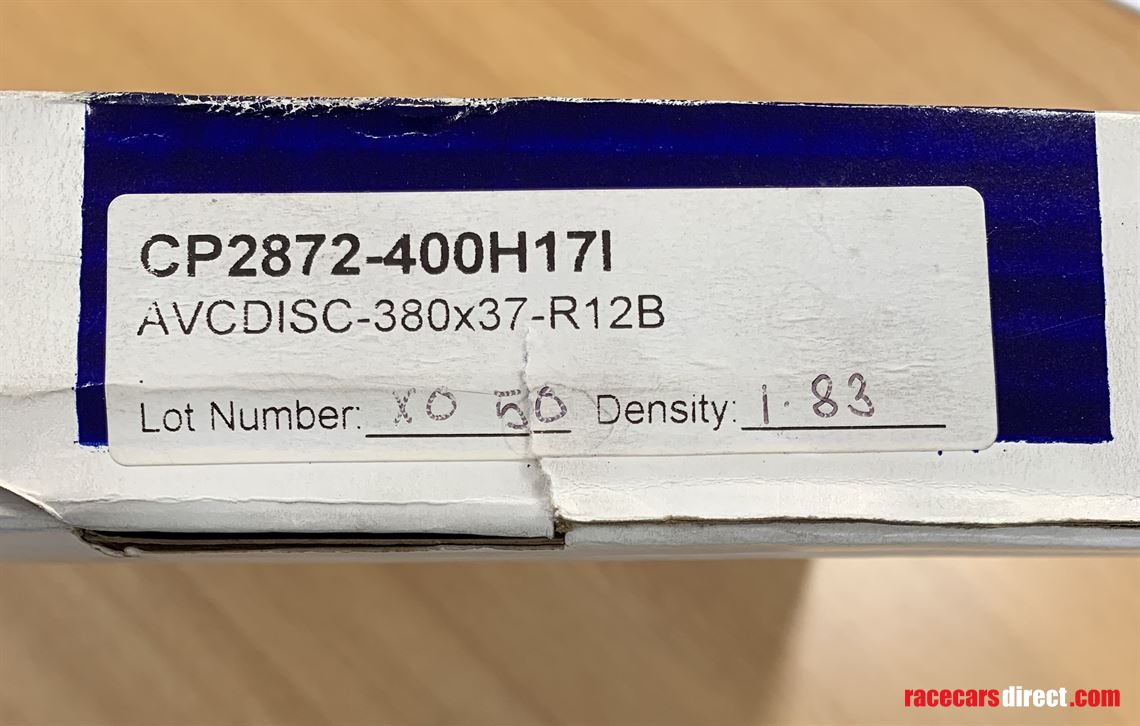 CP2872-400H17I
AVCDISC-380x37-R12B
Lot Number: XO 50 Density: 1.83
racecarsdirect.com